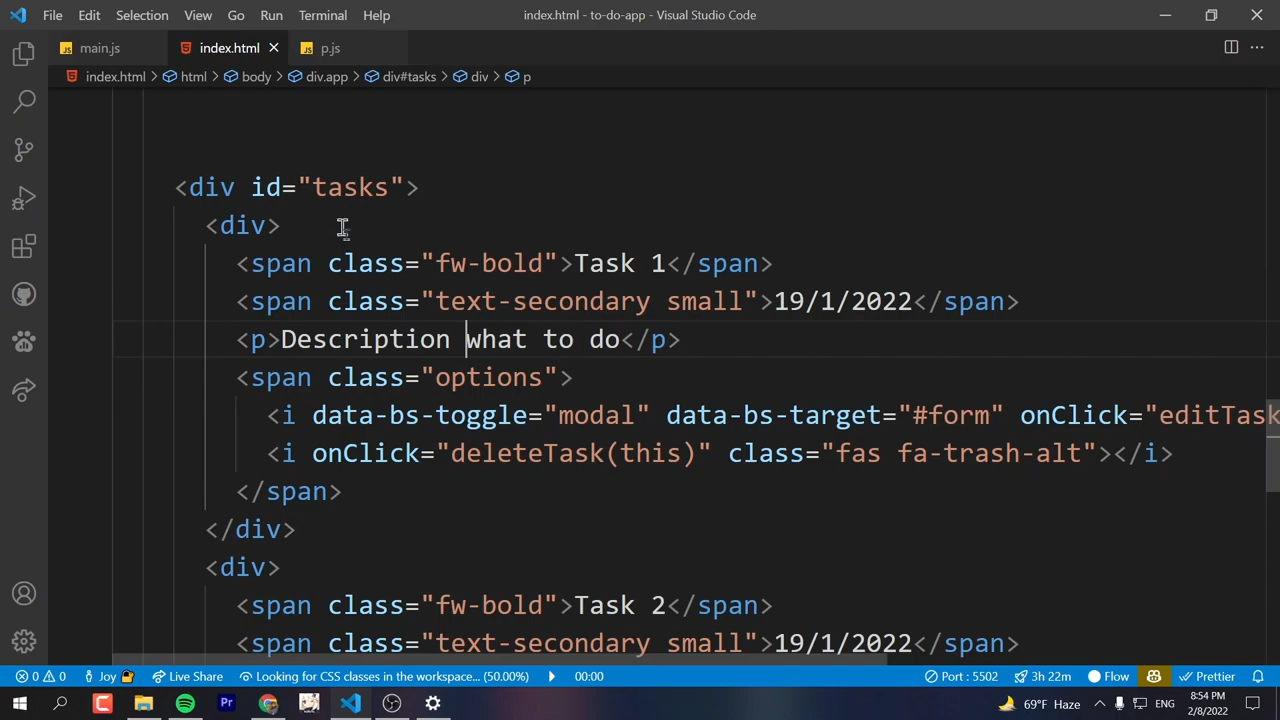 File Edit Selection View Go Run Terminal Help index.html - to-do-app - Visual Studio Code
JS main.js index.html JS p.js
index.html > html > body > div.app > div#tasks > div > p
<div id="tasks">
<div>
<span class="fw-bold">Task 1</span>
<span class="text-secondary small">19/1/2022</span>
<p>Description what to do</p>
<span class="options">
<i data-bs-toggle="modal" data-bs-target="#form" onClick="editTask
<i onClick="deleteTask(this)" class="fas fa-trash-alt"></i>
</span>
</div>
<div>
<span class="fw-bold">Task 2</span>
<span class="text-secondary small">19/1/2022</span>
0 0 Joy Live Share Looking for CSS classes in the workspace... (50.00%) 00:00 Port : 5502 3h 22m Flow Prettier
Pr 69°F Haze ENG 8:54 PM
2/8/2022